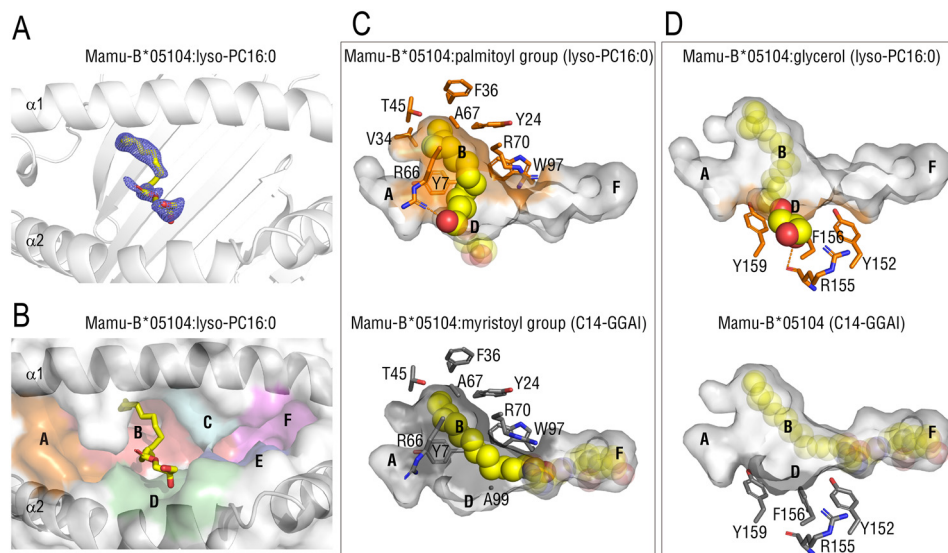 A
Mamu-B*05104:lyso-PC16:0
α1
α2
B
Mamu-B*05104:lyso-PC16:0
α1
A
B
C
F
E
D
α2
C
Mamu-B*05104:palmitoyl group (lyso-PC16:0)
F36
T45
A67
Y24
V34
B
R70
R66
W97
A
Y7
F
D
Mamu-B*05104:myristoyl group (C14-GGAI)
F36
T45
A67
Y24
B
R70
R66
W97
A
Y7
F
D
A99
D
Mamu-B*05104:glycerol (lyso-PC16:0)
B
A
F
D
F156
Y159
Y152
R155
Mamu-B*05104 (C14-GGAI)
B
A
F
D
F156
Y159
Y152
R155